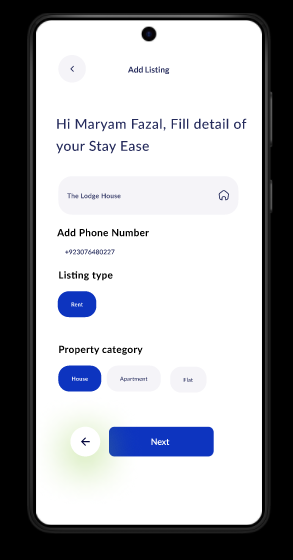 Add Listing
Hi Maryam Fazal, Fill detail of
your Stay Ease
The Lodge House
Add Phone Number
+923076480227
Listing type
Rent
Property category
House Apartment Flat
Next